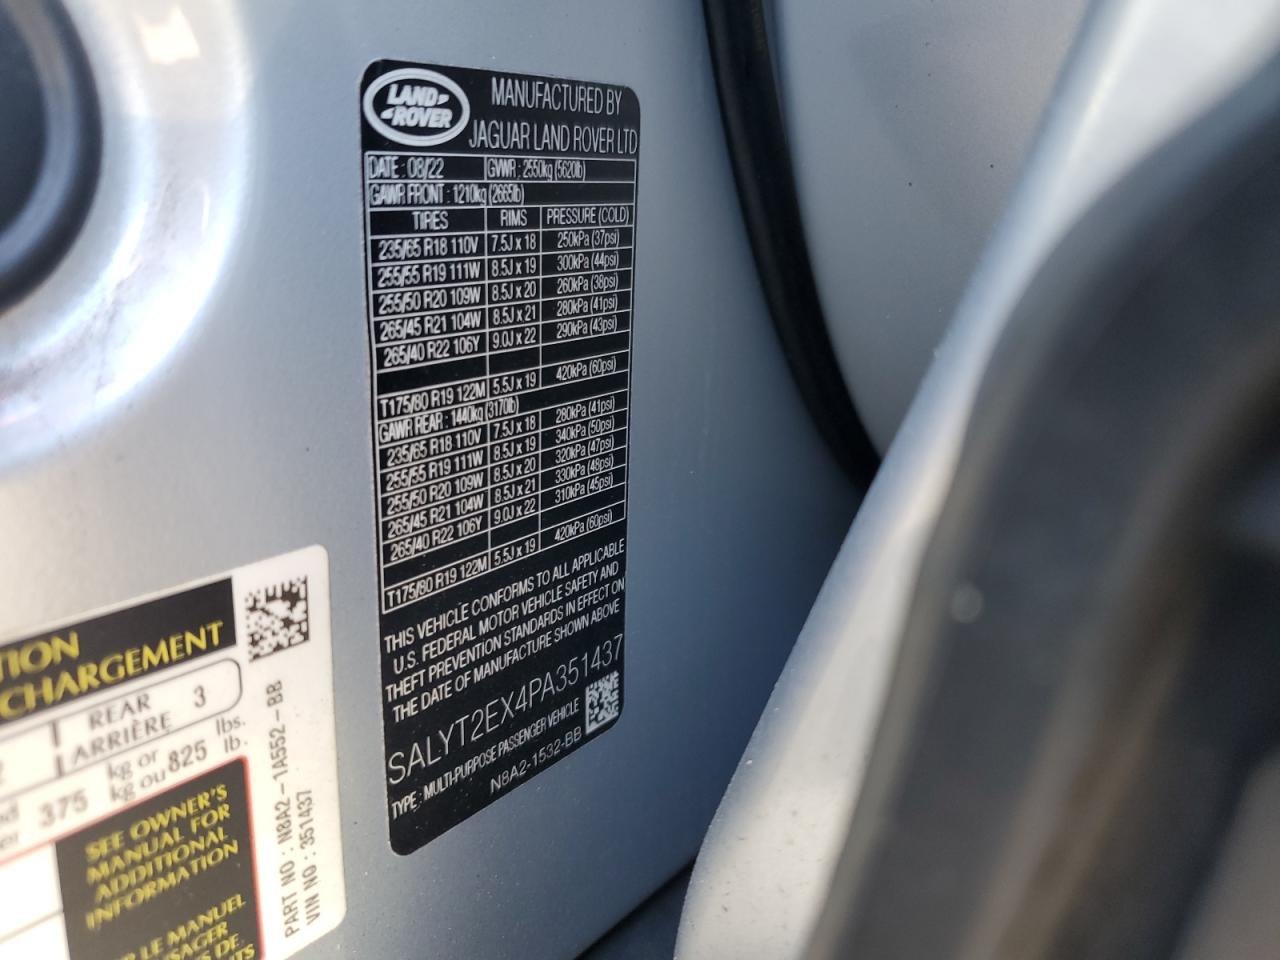 LAND
ROVER
MANUFACTURED BY
JAGUAR LAND ROVER LTD
DATE : 08/22 GVWR : 2550kg (5620lb)
GAWR FRONT : 1210kg (2665lb)
TIRES RIMS PRESSURE (COLD)
235/65 R18 110V 7.5J x 18 250kPa (37psi)
255/55 R19 111W 8.5J x 19 300kPa (44psi)
255/50 R20 109W 8.5J x 20 260kPa (38psi)
265/45 R21 104W 8.5J x 21 280kPa (41psi)
265/40 R22 106Y 9.0J x 22 290kPa (43psi)
T175/80 R19 122M 5.5J x 19 420kPa (60psi)
GAWR REAR : 1440kg (3170lb)
235/65 R18 110V 7.5J x 18 280kPa (41psi)
255/55 R19 111W 8.5J x 19 340kPa (50psi)
255/50 R20 109W 8.5J x 20 320kPa (47psi)
265/45 R21 104W 8.5J x 21 330kPa (48psi)
265/40 R22 106Y 9.0J x 22 310kPa (45psi)
T175/80 R19 122M 5.5J x 19 420kPa (60psi)
THIS VEHICLE CONFORMS TO ALL APPLICABLE
U.S. FEDERAL MOTOR VEHICLE SAFETY AND
THEFT PREVENTION STANDARDS IN EFFECT ON
THE DATE OF MANUFACTURE SHOWN ABOVE
SALYT2EX4PA351437
TYPE : MULTI-PURPOSE PASSENGER VEHICLE
N8A2-1532-BB
TION
CHARGEMENT
REAR 3
ARRIÈRE
375 kg or 825 lbs.
kg ou lb.
SEE OWNER'S
MANUAL FOR
ADDITIONAL
INFORMATION
LE MANUEL
PART NO : N8A2-1A552-BB
VIN NO : 351437